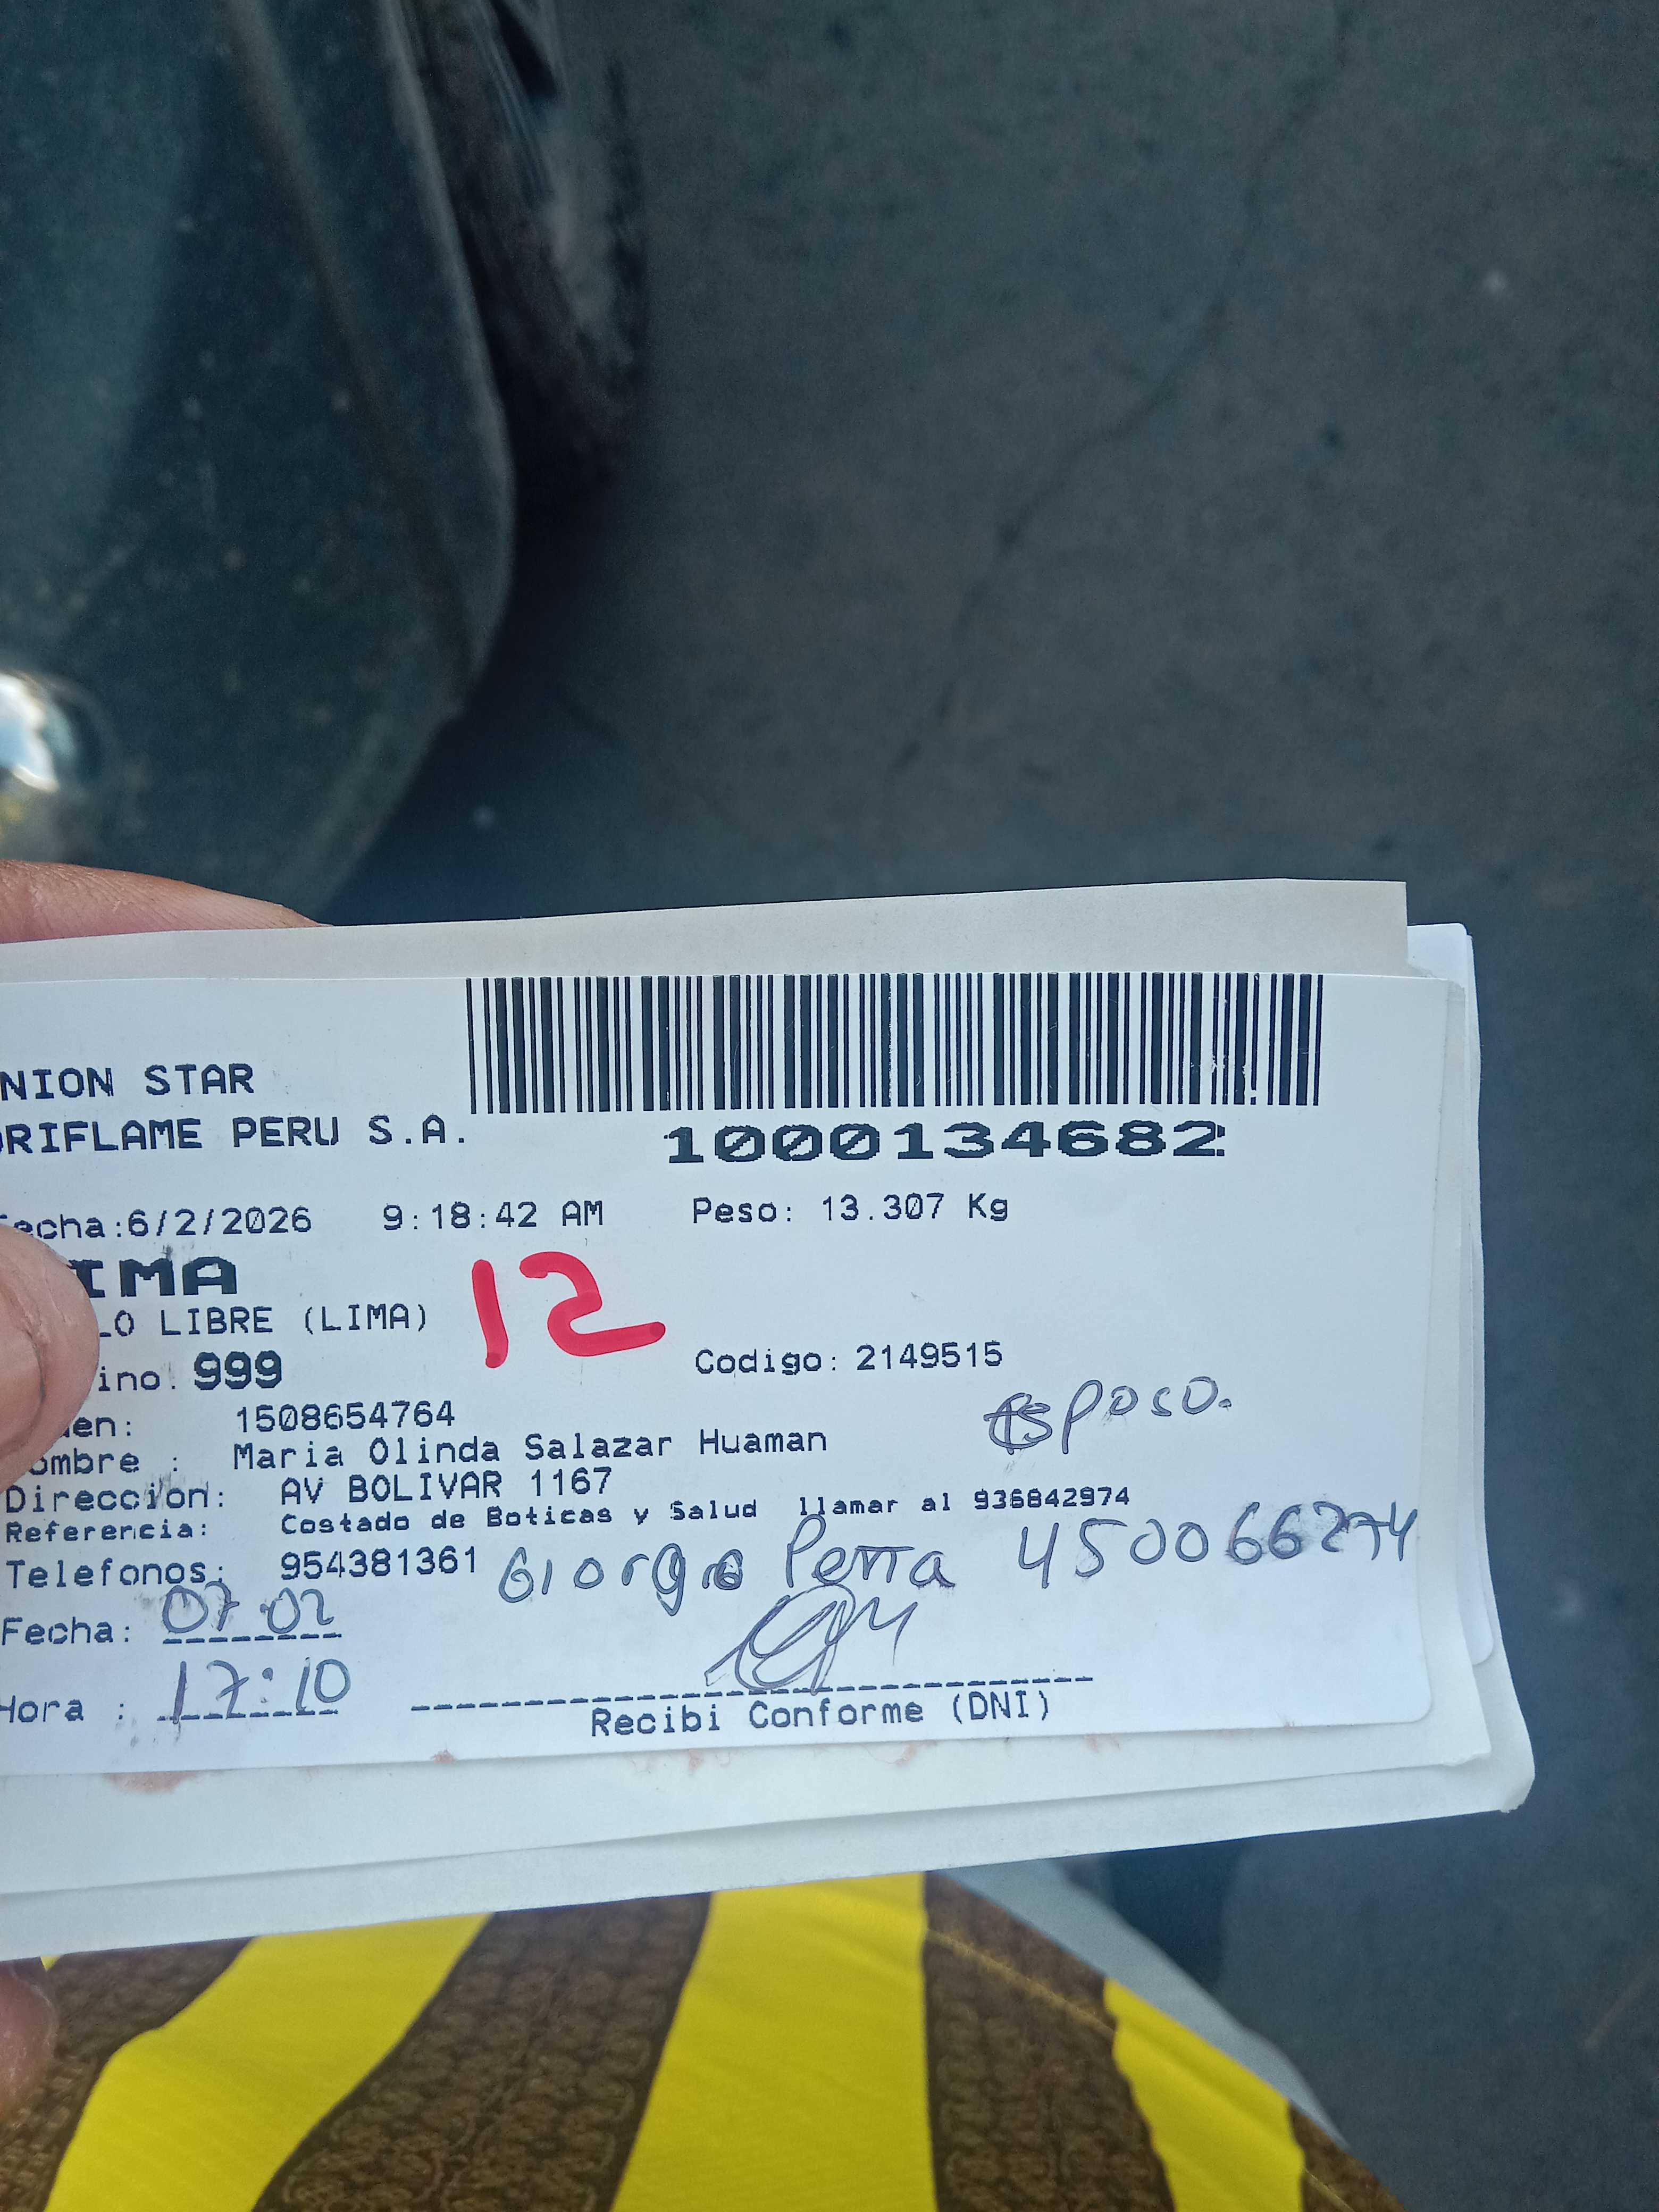 NION STAR
ORIFLAME PERU S.A.
1000134682
Fecha:6/2/2026 9:18:42 AM Peso: 13.307 Kg
IMA
LO LIBRE (LIMA)
12
ino. 999
Codigo: 2149515
en: 1508654764
Esposo.
ombre : Maria Olinda Salazar Huaman
Direccion: AV BOLIVAR 1167
Referencia: Costado de Boticas y Salud llamar al 936842974
Telefonos: 954381361
Giorgio 450066274
Fecha: 07.02
Hora : 17:10
Recibi Conforme (DNI)